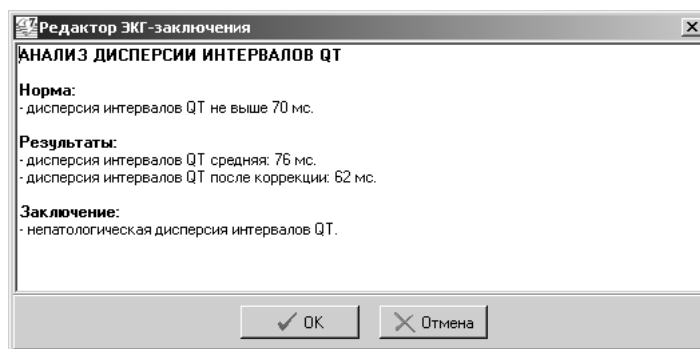 Редактор ЭКГ-заключения
АНАЛИЗ ДИСПЕРСИИ ИНТЕРВАЛОВ QT
Норма:
- дисперсия интервалов QT не выше 70 мс.
Результаты:
- дисперсия интервалов QT средняя: 76 мс.
- дисперсия интервалов QT после коррекции: 62 мс.
Заключение:
- непатологическая дисперсия интервалов QT.
OK
Отмена